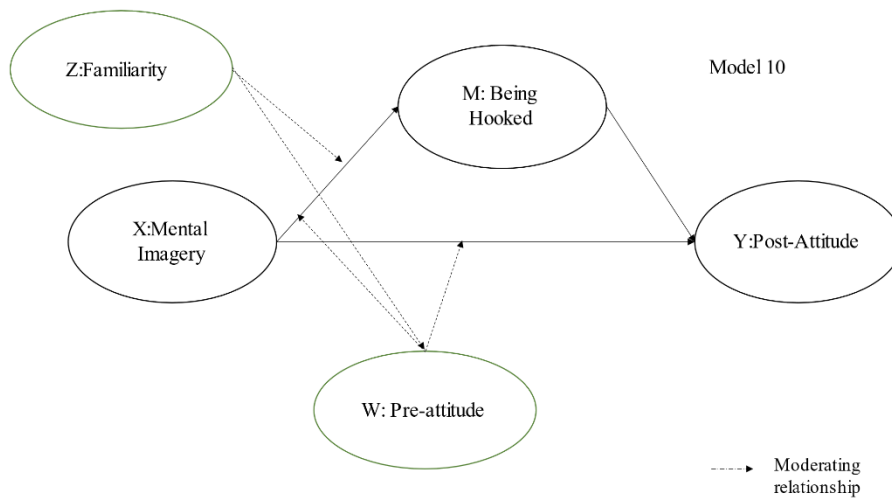 Z:Familiarity
M: Being
Hooked
Model 10
X:Mental
Imagery
Y:Post-Attitude
W: Pre-attitude
Moderating
relationship